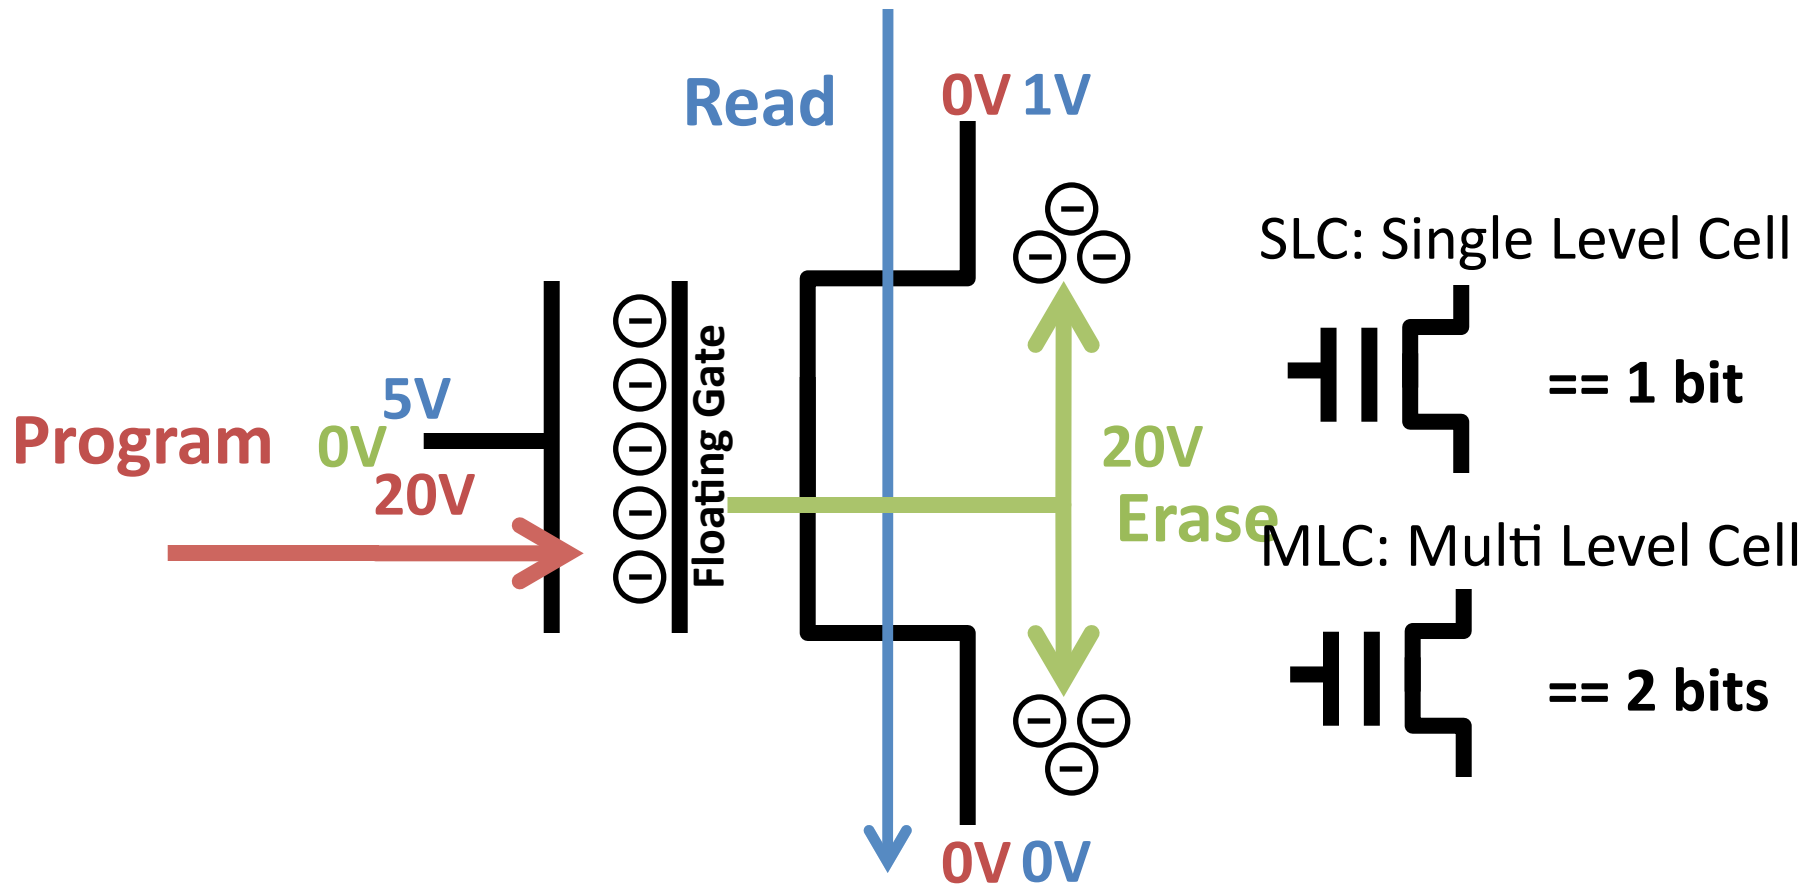 Read
0V 1V
SLC: Single Level Cell
== 1 bit
Floating Gate
5V
Program
0V
20V
20V
Erase
MLC: Multi Level Cell
== 2 bits
0V 0V